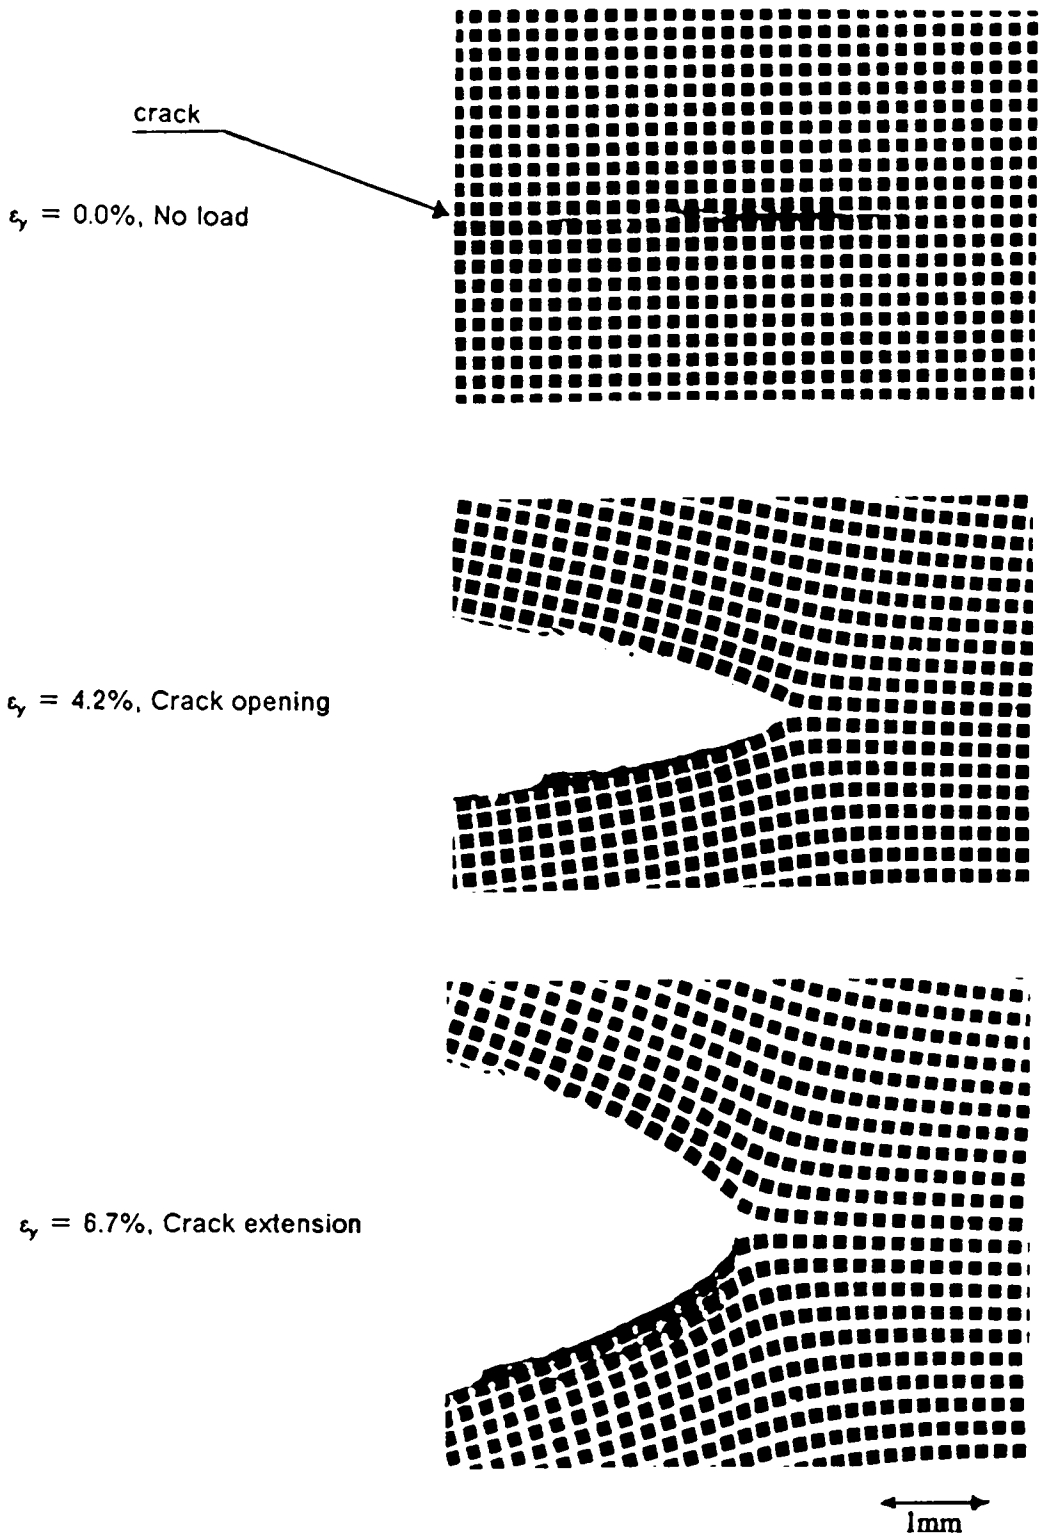 crack
εy = 0.0%, No load
εy = 4.2%, Crack opening
εy = 6.7%, Crack extension
1mm